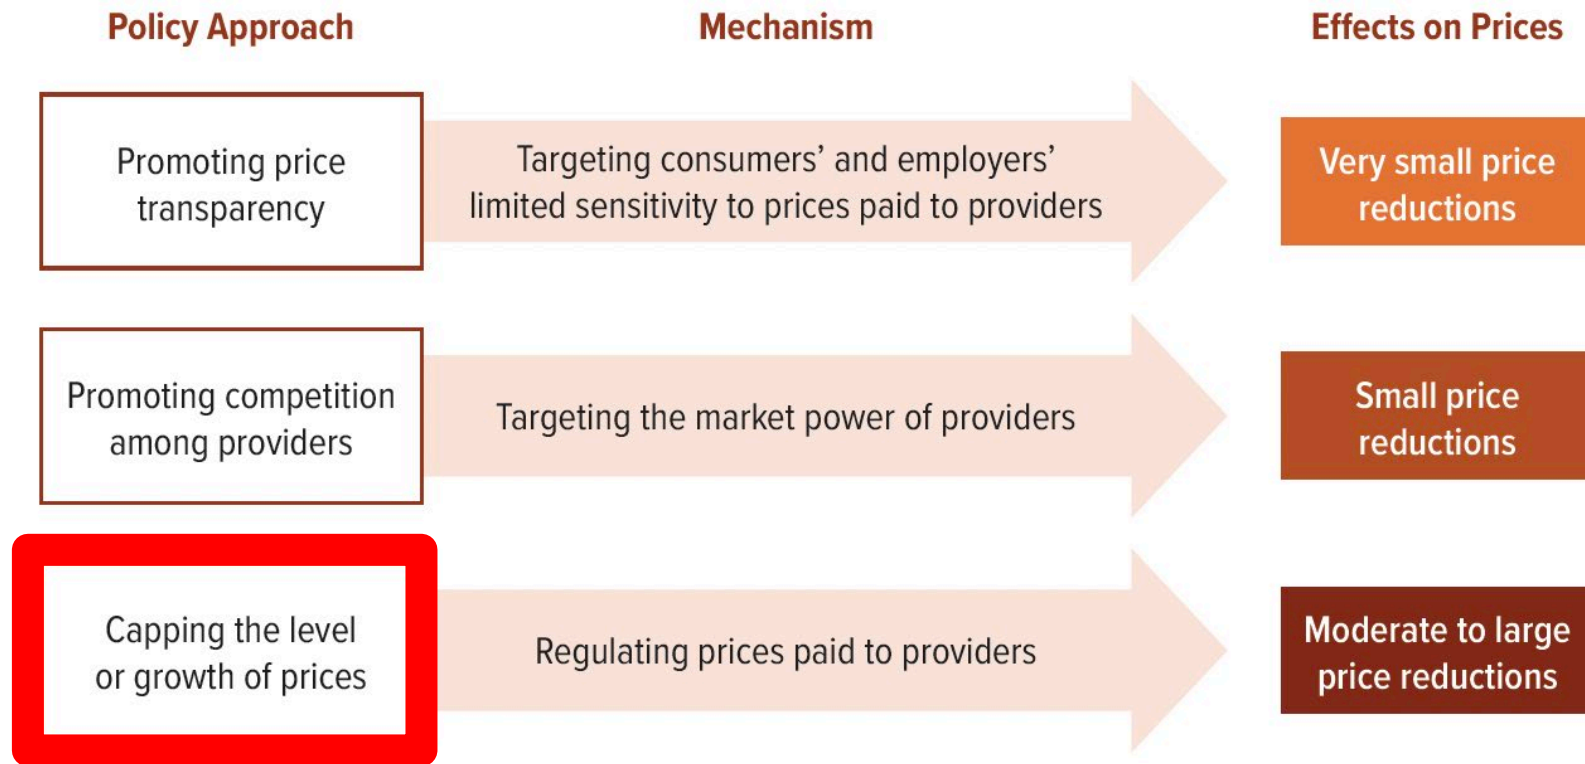 Policy Approach
Mechanism
Effects on Prices
Promoting price
transparency
Targeting consumers’ and employers’
limited sensitivity to prices paid to providers
Very small price
reductions
Promoting competition
among providers
Targeting the market power of providers
Small price
reductions
Capping the level
or growth of prices
Regulating prices paid to providers
Moderate to large
price reductions